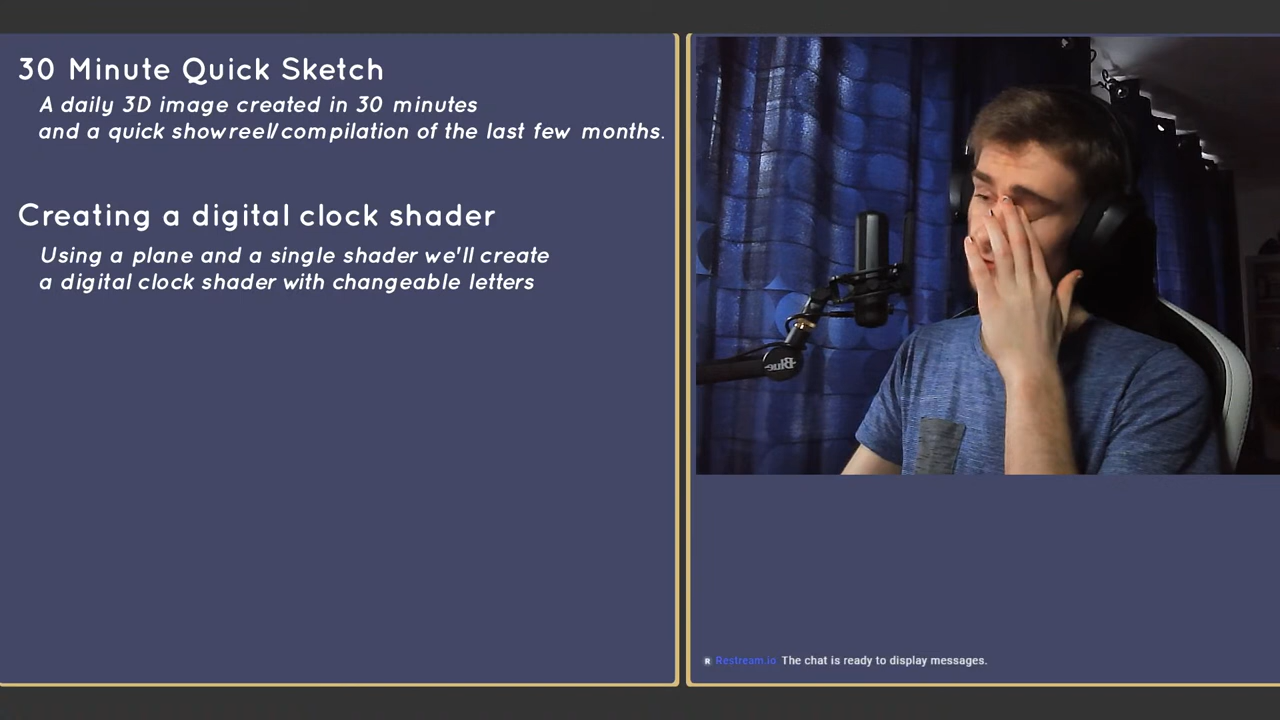 30 Minute Quick Sketch
A daily 3D image created in 30 minutes
and a quick showreel/compilation of the last few months.
Creating a digital clock shader
Using a plane and a single shader we'll create
a digital clock shader with changeable letters
Blue
R Restream.io The chat is ready to display messages.